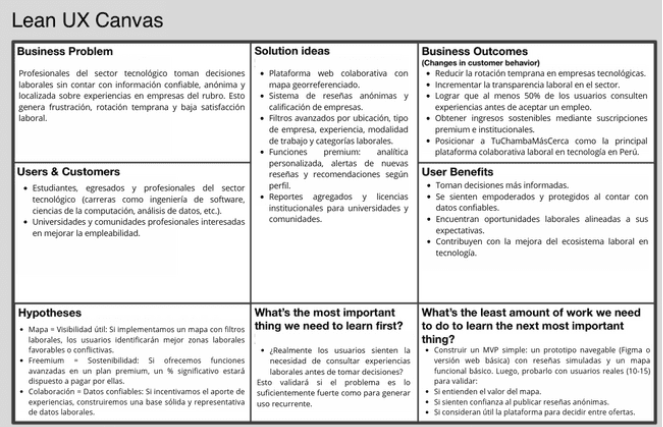 Lean UX Canvas
Business Problem
Profesionales del sector tecnológico toman decisiones
laborales sin contar con información confiable, anónima y
localizada sobre experiencias en empresas del rubro. Esto
genera frustración, rotación temprana y baja satisfacción
laboral.
Solution ideas
• Plataforma web colaborativa con
mapa georreferenciado.
• Sistema de reseñas anónimas y
calificación de empresas.
• Filtros avanzados por ubicación, tipo
de empresa, experiencia, modalidad
de trabajo y categorías laborales.
• Funciones premium: analítica
personalizada, alertas de nuevas
reseñas y recomendaciones según
perfil.
• Reportes agregados y licencias
institucionales para universidades y
comunidades.
Business Outcomes
(Changes in customer behavior)
• Reducir la rotación temprana en empresas tecnológicas.
• Incrementar la transparencia laboral en el sector.
• Lograr que al menos 50% de los usuarios consulten
experiencias antes de aceptar un empleo.
• Obtener ingresos sostenibles mediante suscripciones
premium e institucionales.
• Posicionar a TuChambaMásCerca como la principal
plataforma colaborativa laboral en tecnología en Perú.
Users & Customers
• Estudiantes, egresados y profesionales del sector
tecnológico (carreras como ingeniería de software,
ciencias de la computación, análisis de datos, etc.).
• Universidades y comunidades profesionales interesadas
en mejorar la empleabilidad.
User Benefits
• Toman decisiones más informadas.
• Se sienten empoderados y protegidos al contar con
datos confiables.
• Encuentran oportunidades laborales alineadas a sus
expectativas.
• Contribuyen con la mejora del ecosistema laboral en
tecnología.
Hypotheses
• Mapa = Visibilidad útil: Si implementamos un mapa con filtros
laborales, los usuarios identificarán mejor zonas laborales
favorables o conflictivas.
• Freemium = Sostenibilidad: Si ofrecemos funciones
avanzadas en un plan premium, un % significativo estará
dispuesto a pagar por ellas.
• Colaboración = Datos confiables: Si incentivamos el aporte de
experiencias, construiremos una base sólida y representativa
de datos laborales.
What's the most important
thing we need to learn first?
• ¿Realmente los usuarios sienten la
necesidad de consultar experiencias
laborales antes de tomar decisiones?
Esto validará si el problema es lo
suficientemente fuerte como para generar
uso recurrente.
What's the least amount of work we need
to do to learn the next most important
thing?
• Construir un MVP simple: un prototipo navegable (Figma o
versión web básica) con reseñas simuladas y un mapa
funcional básico. Luego, probarlo con usuarios reales (10-15)
para validar:
• Si entienden el valor del mapa.
• Si sienten confianza al publicar reseñas anónimas.
• Si consideran útil la plataforma para decidir entre ofertas.